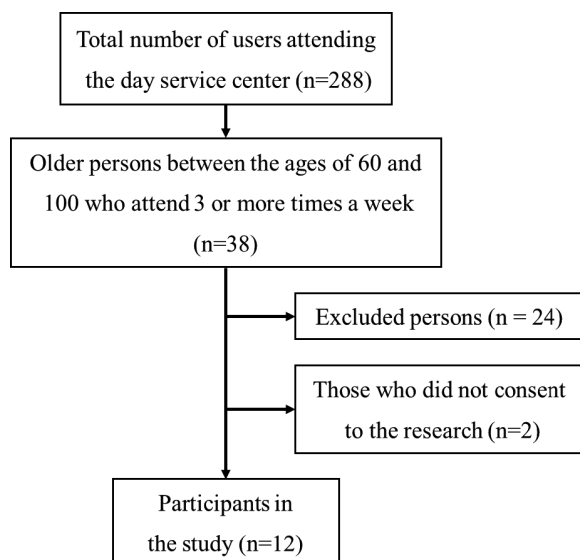 Total number of users attending
the day service center (n=288)
Older persons between the ages of 60 and
100 who attend 3 or more times a week
(n=38)
Excluded persons (n = 24)
Those who did not consent
to the research (n=2)
Participants in
the study (n=12)